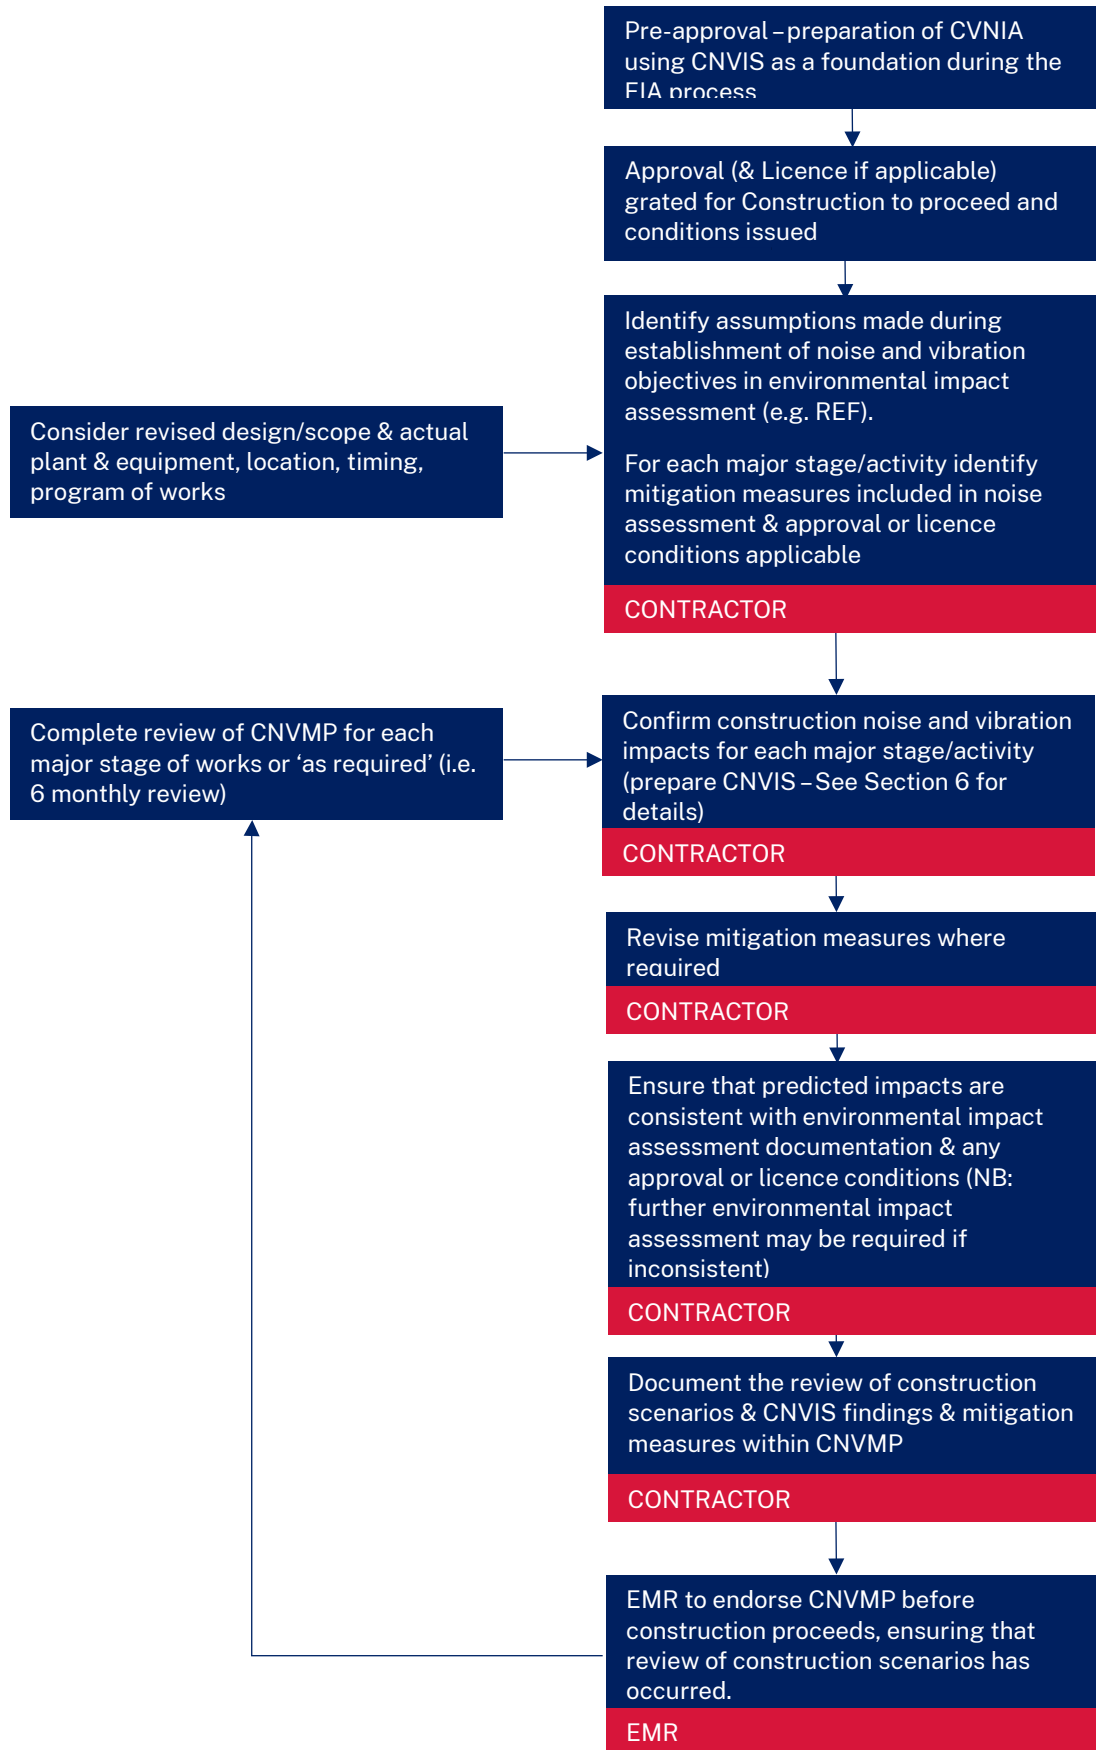 Pre-approval – preparation of CVNIA
using CNVIS as a foundation during the
EIA process
Approval (& Licence if applicable)
grated for Construction to proceed and
conditions issued
Identify assumptions made during
establishment of noise and vibration
objectives in environmental impact
assessment (e.g. REF).
For each major stage/activity identify
mitigation measures included in noise
assessment & approval or licence
conditions applicable
CONTRACTOR
Consider revised design/scope & actual
plant & equipment, location, timing,
program of works
Complete review of CNVMP for each
major stage of works or ‘as required’ (i.e.
6 monthly review)
Confirm construction noise and vibration
impacts for each major stage/activity
(prepare CNVIS – See Section 6 for
details)
CONTRACTOR
Revise mitigation measures where
required
CONTRACTOR
Ensure that predicted impacts are
consistent with environmental impact
assessment documentation & any
approval or licence conditions (NB:
further environmental impact
assessment may be required if
inconsistent)
CONTRACTOR
Document the review of construction
scenarios & CNVIS findings & mitigation
measures within CNVMP
CONTRACTOR
EMR to endorse CNVMP before
construction proceeds, ensuring that
review of construction scenarios has
occurred.
EMR